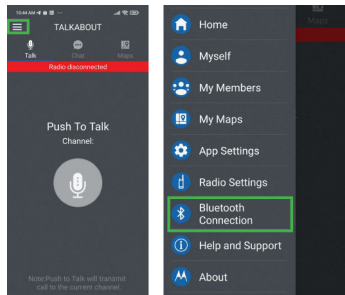 10:44 AM
TALKABOUT
Talk Chat Maps
Radio disconnected
Push To Talk
Channel:
Note:Push to Talk will transmit
call to the current channel.
Maps
Home
Myself
My Members
My Maps
App Settings
Radio Settings
Bluetooth
Connection
Help and Support
About